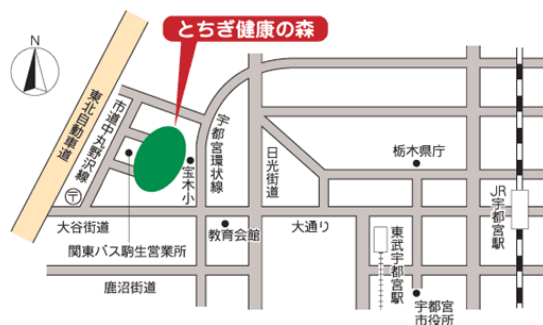 とちぎ健康の森
N
東北自動車道
市道中丸野沢線
宇都宮環状線
宝木小
日光街道
栃木県庁
JR宇都宮駅
〒
大谷街道
教育会館
大通り
東武宇都宮駅
関東バス駒生営業所
鹿沼街道
宇都宮
市役所